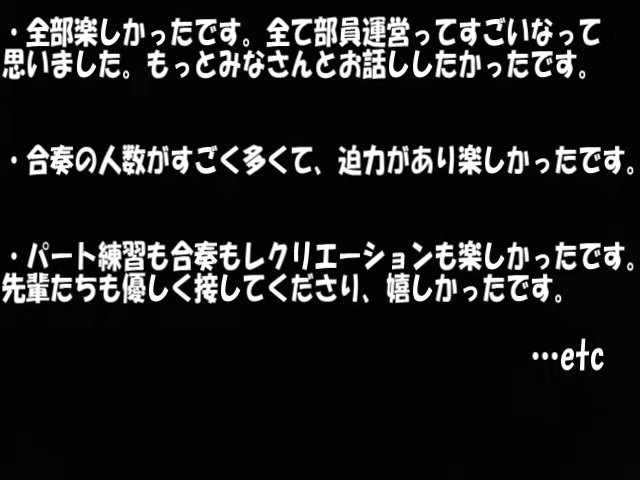 ・全部楽しかったです。全て部員運営ってすごいなって
思いました。もっとみなさんとお話ししたかったです。
・合奏の人数がすごく多くて、迫力があり楽しかったです。
・パート練習も合奏もレクリエーションも楽しかったです。
先輩たちも優しく接してくださり、嬉しかったです。
…etc